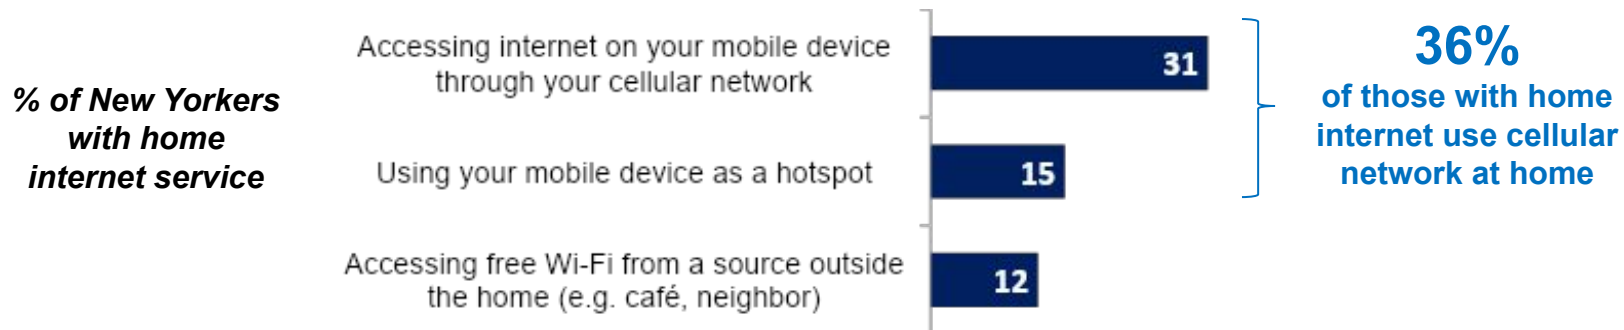 % of New Yorkers
with home
internet service
Accessing internet on your mobile device
through your cellular network
31
Using your mobile device as a hotspot
15
Accessing free Wi-Fi from a source outside
the home (e.g. café, neighbor)
12
36%
of those with home
internet use cellular
network at home